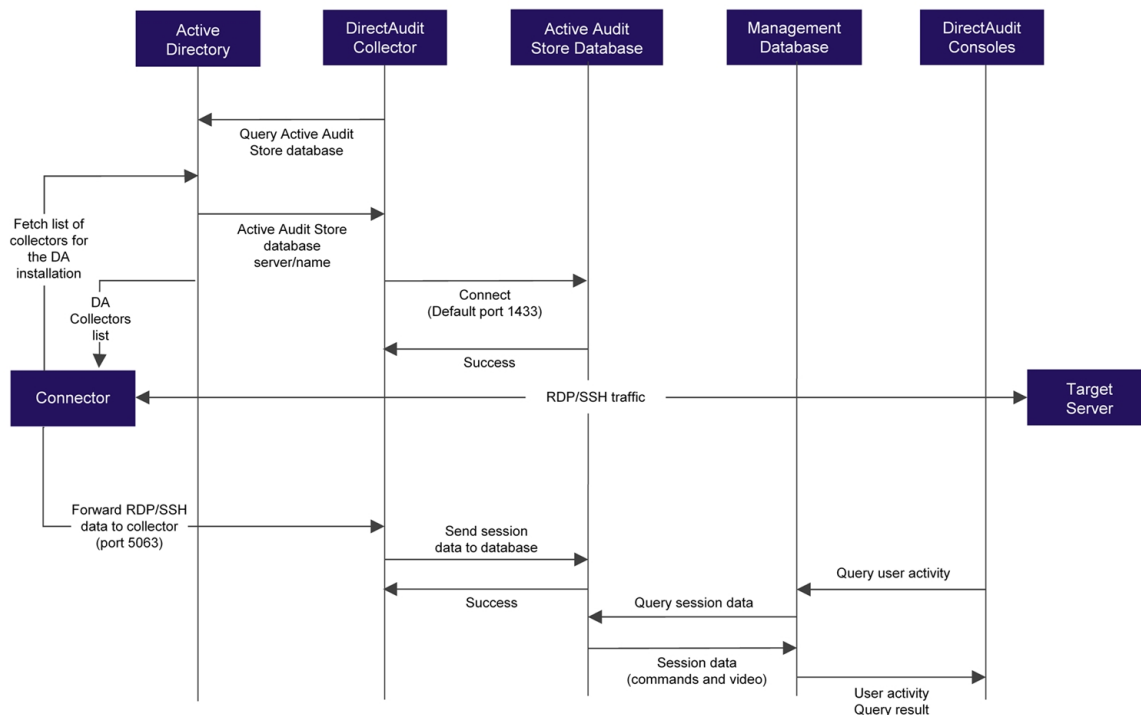 Active
Directory
DirectAudit
Collector
Active Audit
Store Database
Management
Database
DirectAudit
Consoles
Query Active Audit
Store database
Fetch list of
collectors for
the DA
installation
Active Audit Store
database
server/name
DA
Collectors
list
Connect
(Default port 1433)
Success
Connector
RDP/SSH traffic
Target
Server
Forward RDP/SSH
data to collector
(port 5063)
Send session
data to database
Query user activity
Success
Query session data
Session data
(commands and video)
User activity
Query result